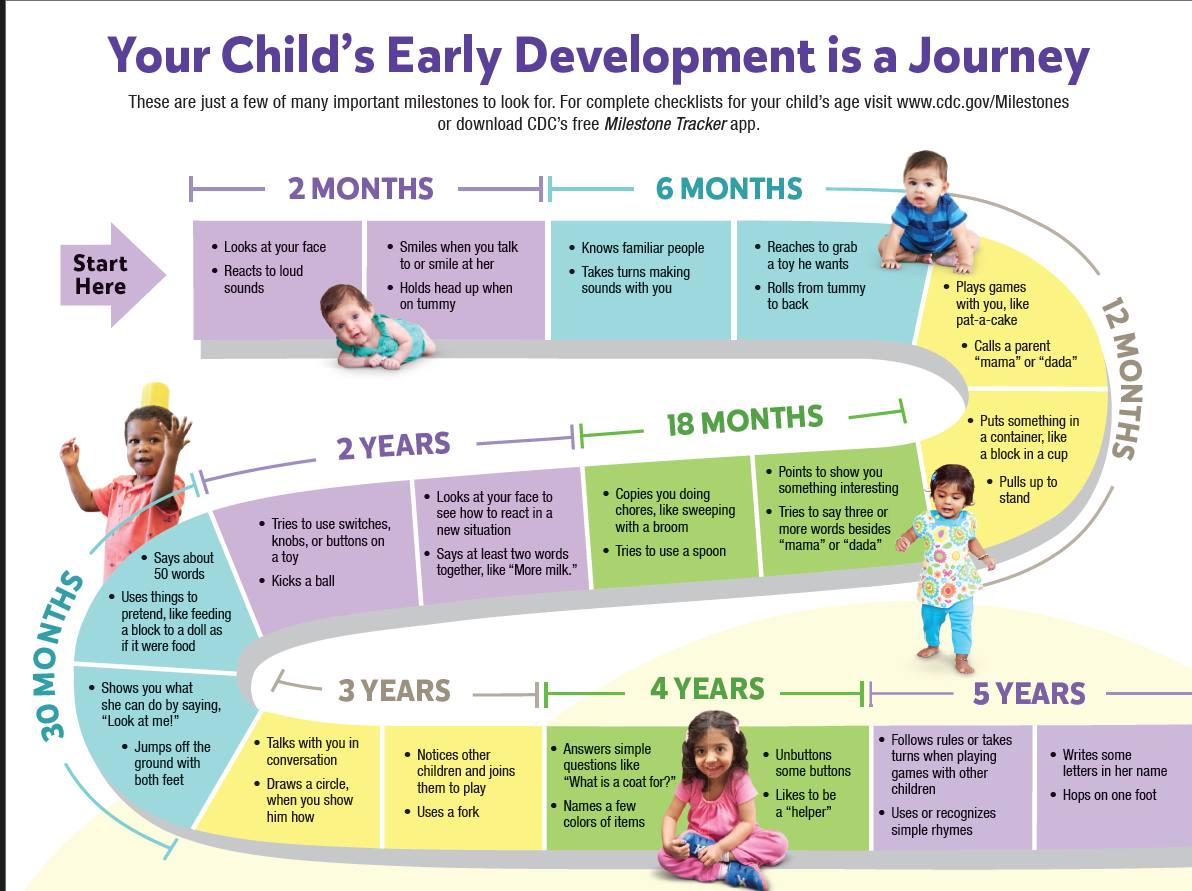 Your Child's Early Development is a Journey
These are just a few of many important milestones to look for. For complete checklists for your child's age visit www.cdc.gov/Milestones
or download CDC's free Milestone Tracker app.
Start
Here
2 MONTHS
• Looks at your face
• Reacts to loud
sounds
• Smiles when you talk
to or smile at her
• Holds head up when
on tummy
6 MONTHS
• Knows familiar people
• Takes turns making
sounds with you
• Reaches to grab
a toy he wants
• Rolls from tummy
to back
12 MONTHS
• Plays games
with you, like
pat-a-cake
• Calls a parent
“mama” or “dada”
• Puts something in
a container, like
a block in a cup
• Pulls up to
stand
18 MONTHS
• Points to show you
something interesting
• Tries to say three or
more words besides
“mama” or “dada”
• Copies you doing
chores, like sweeping
with a broom
• Tries to use a spoon
2 YEARS
• Looks at your face to
see how to react in a
new situation
• Says at least two words
together, like “More milk.”
• Tries to use switches,
knobs, or buttons on
a toy
• Kicks a ball
30 MONTHS
• Says about
50 words
• Uses things to
pretend, like feeding
a block to a doll as
if it were food
• Shows you what
she can do by saying,
“Look at me!”
• Jumps off the
ground with
both feet
3 YEARS
• Talks with you in
conversation
• Draws a circle,
when you show
him how
• Notices other
children and joins
them to play
• Uses a fork
4 YEARS
• Answers simple
questions like
“What is a coat for?”
• Names a few
colors of items
• Unbuttons
some buttons
• Likes to be
a “helper”
5 YEARS
• Follows rules or takes
turns when playing
games with other
children
• Uses or recognizes
simple rhymes
• Writes some
letters in her name
• Hops on one foot